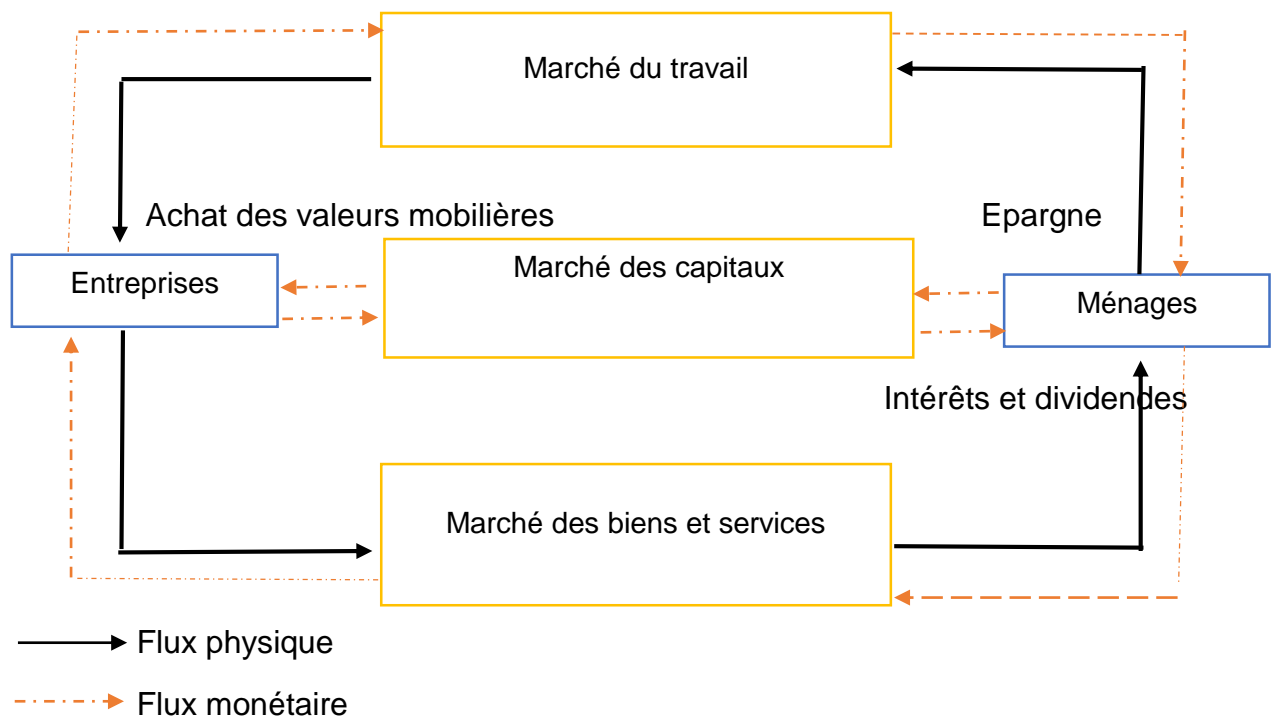 Marché du travail
Achat des valeurs mobilières
Epargne
Entreprises
Marché des capitaux
Ménages
Intérêts et dividendes
Marché des biens et services
Flux physique
Flux monétaire